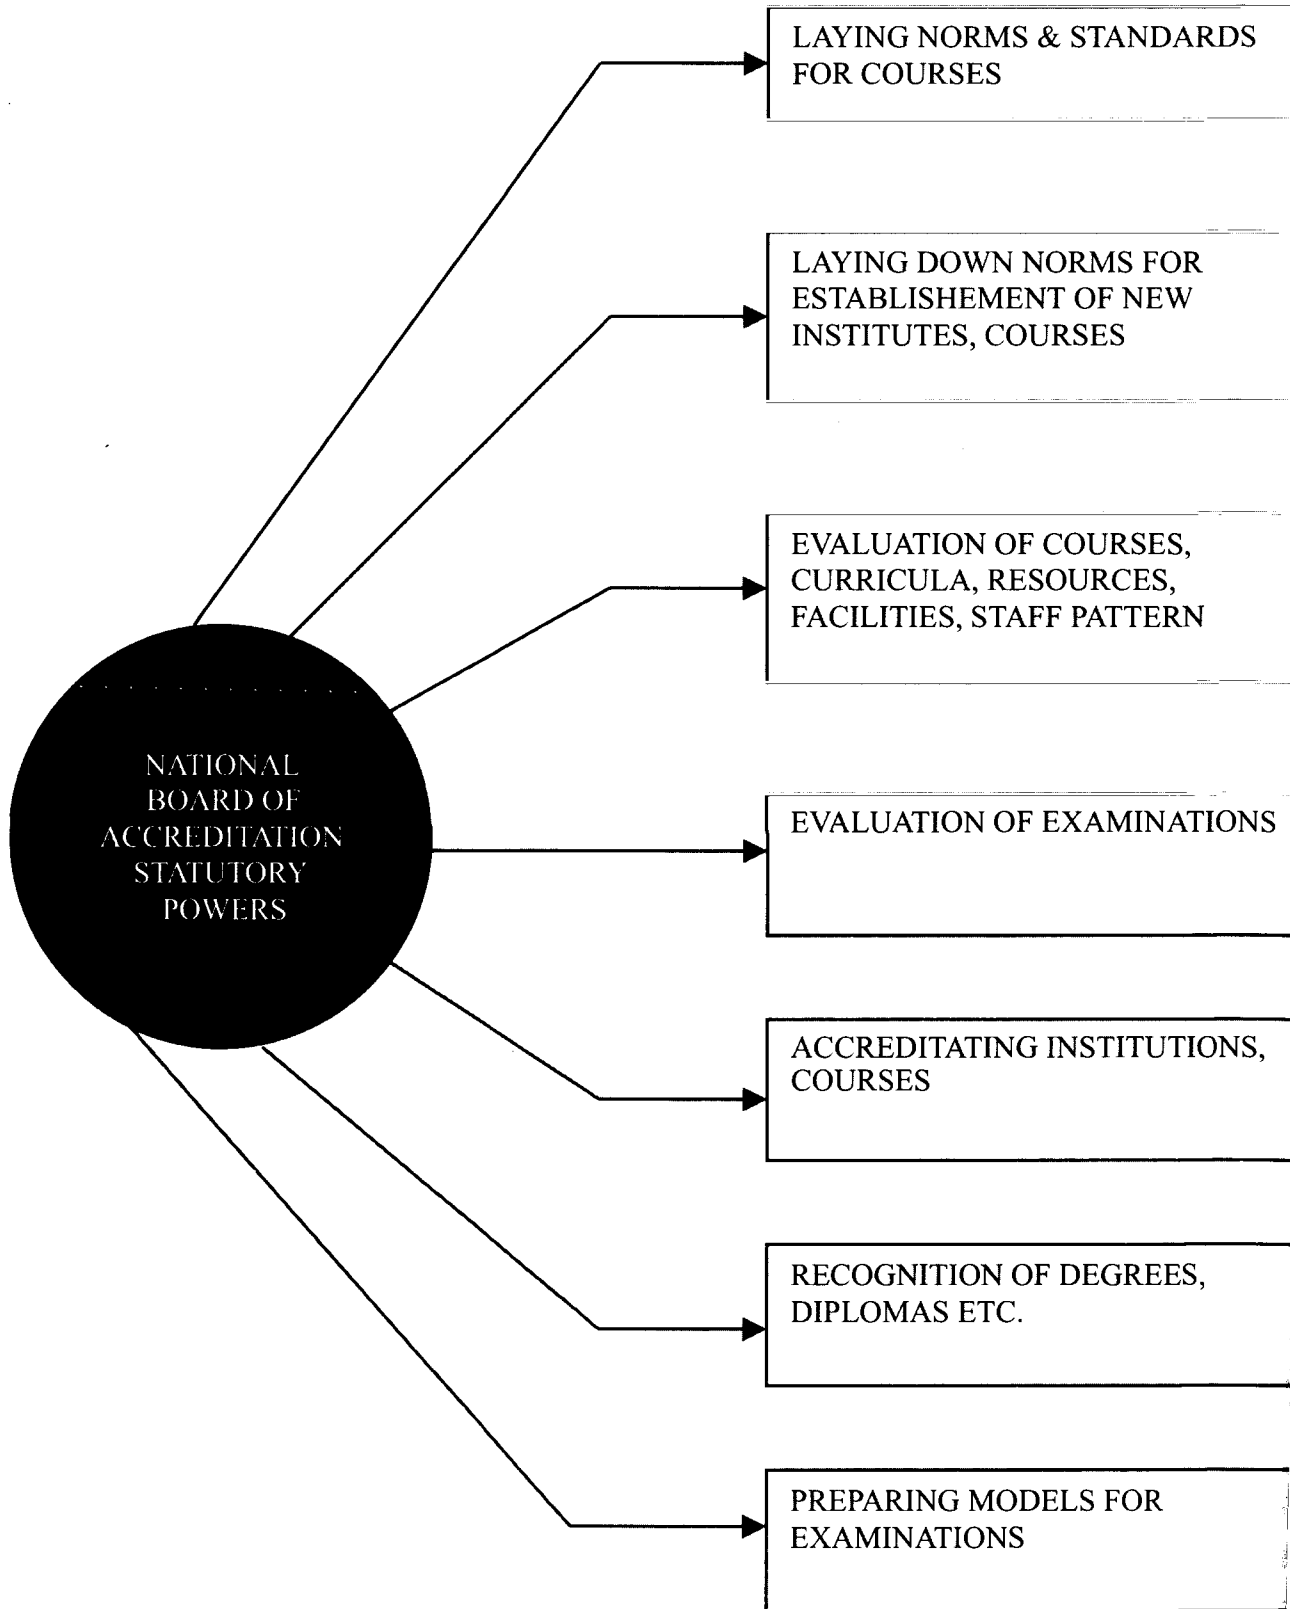 LAYING NORMS & STANDARDS
FOR COURSES
LAYING DOWN NORMS FOR
ESTABLISHEMENT OF NEW
INSTITUTES, COURSES
EVALUATION OF COURSES,
CURRICULA, RESOURCES,
FACILITIES, STAFF PATTERN
NATIONAL
BOARD OF
ACCREDITATION
STATUTORY
POWERS
EVALUATION OF EXAMINATIONS
ACCREDITATING INSTITUTIONS,
COURSES
RECOGNITION OF DEGREES,
DIPLOMAS ETC.
PREPARING MODELS FOR
EXAMINATIONS